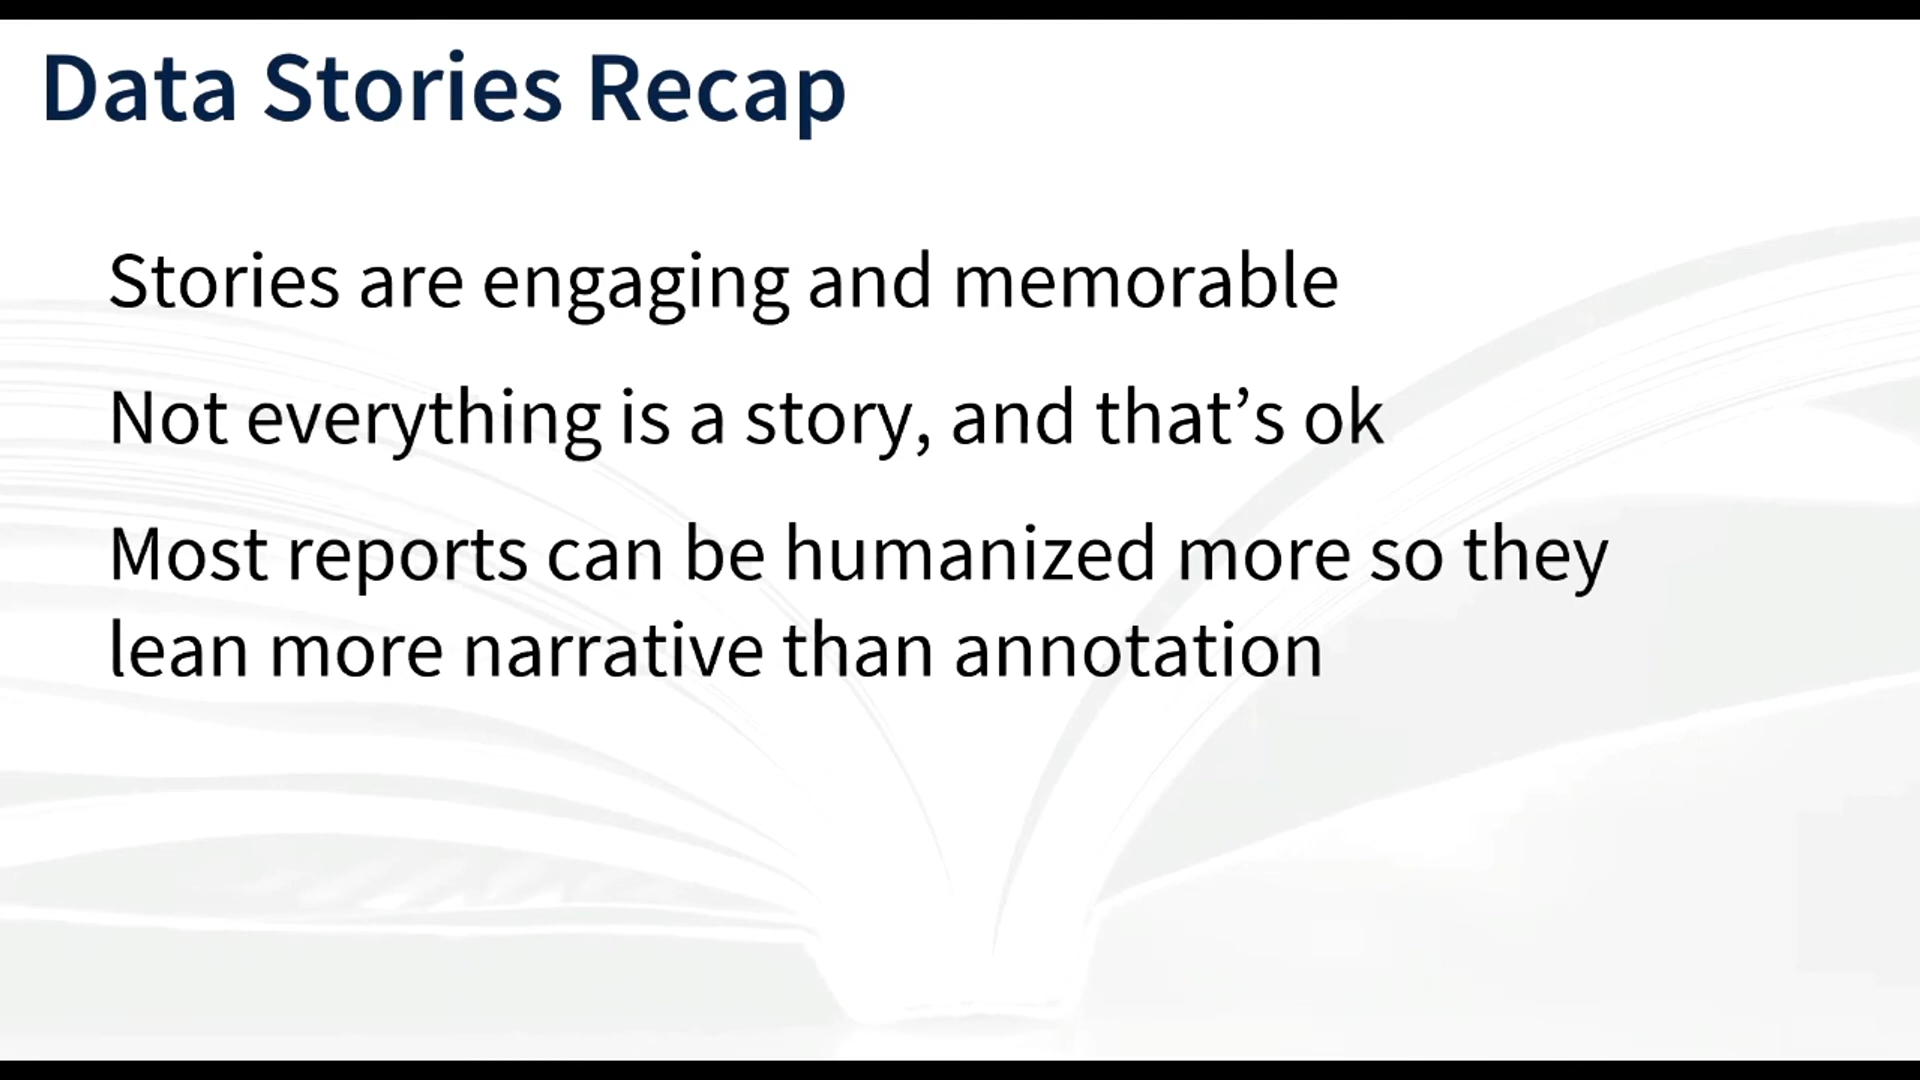 Data Stories Recap
Stories are engaging and memorable
Not everything is a story, and that’s ok
Most reports can be humanized more so they
lean more narrative than annotation